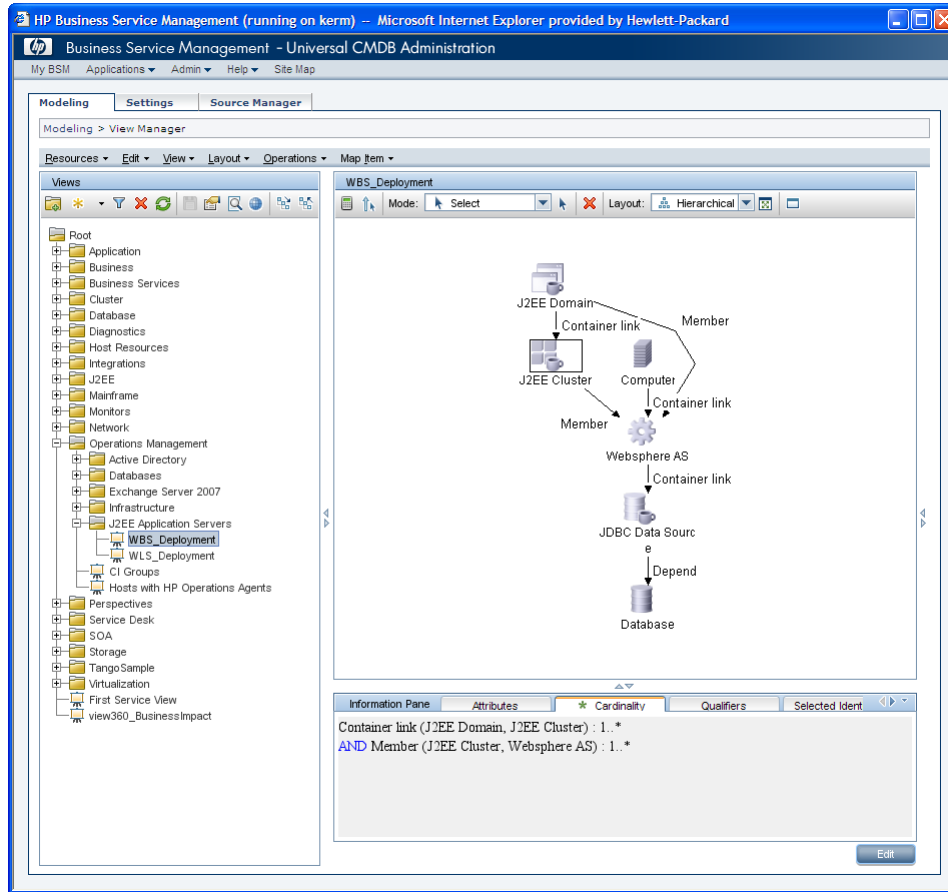 HP Business Service Management (running on kerm) -- Microsoft Internet Explorer provided by Hewlett-Packard
hp Business Service Management - Universal CMDB Administration
My BSM Applications Admin Help Site Map
Modeling Settings Source Manager
Modeling > View Manager
Resources Edit View Layout Operations Map Item
Views
WBS_Deployment
Mode: Select Layout: Hierarchical
Root
Application
Business
Business Services
Cluster
Database
Diagnostics
Host Resources
Integrations
J2EE
Mainframe
Monitors
Network
Operations Management
Active Directory
Databases
Exchange Server 2007
Infrastructure
J2EE Application Servers
WBS_Deployment
WLS_Deployment
CI Groups
Hosts with HP Operations Agents
Perspectives
Service Desk
SOA
Storage
TangoSample
Virtualization
First Service View
view360_BusinessImpact
J2EE Domain
Container link
Member
J2EE Cluster
Computer
Container link
Member
Websphere AS
Container link
JDBC Data Sourc
e
Depend
Database
Information Pane Attributes Cardinality Qualifiers Selected Ident
Container link (J2EE Domain, J2EE Cluster) : 1..*
AND Member (J2EE Cluster, Websphere AS) : 1..*
Edit